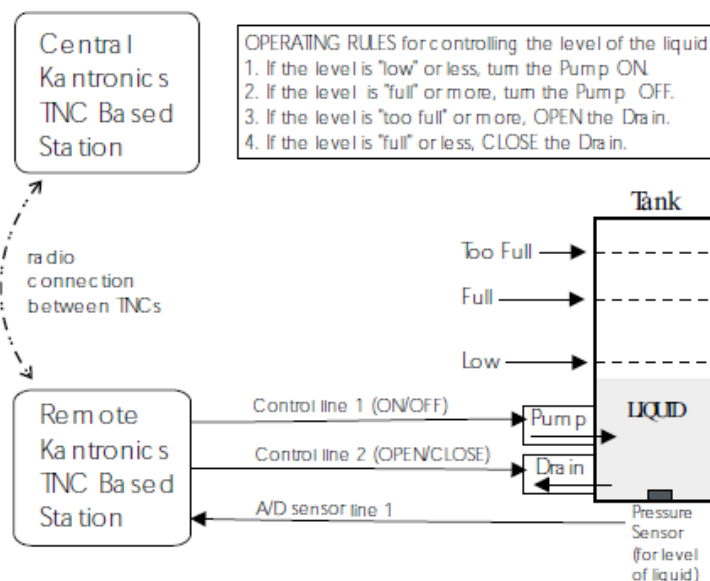 Central
Kantronics
TNC Based
Station
OPERATING RULES for controlling the level of the liquid
1. If the level is "low" or less, turn the Pump ON.
2. If the level is "full" or more, turn the Pump OFF.
3. If the level is "too full" or more, OPEN the Drain.
4. If the level is "full" or less, CLOSE the Drain.
Tank
radio
connection
between TNCs
Too Full
Full
Low
Remote
Kantronics
TNC Based
Station
Control line 1 (ON/OFF)
Pump
LIQUID
Control line 2 (OPEN/CLOSE)
Drain
A/D sensor line 1
Pressure
Sensor
(for level
of liquid)